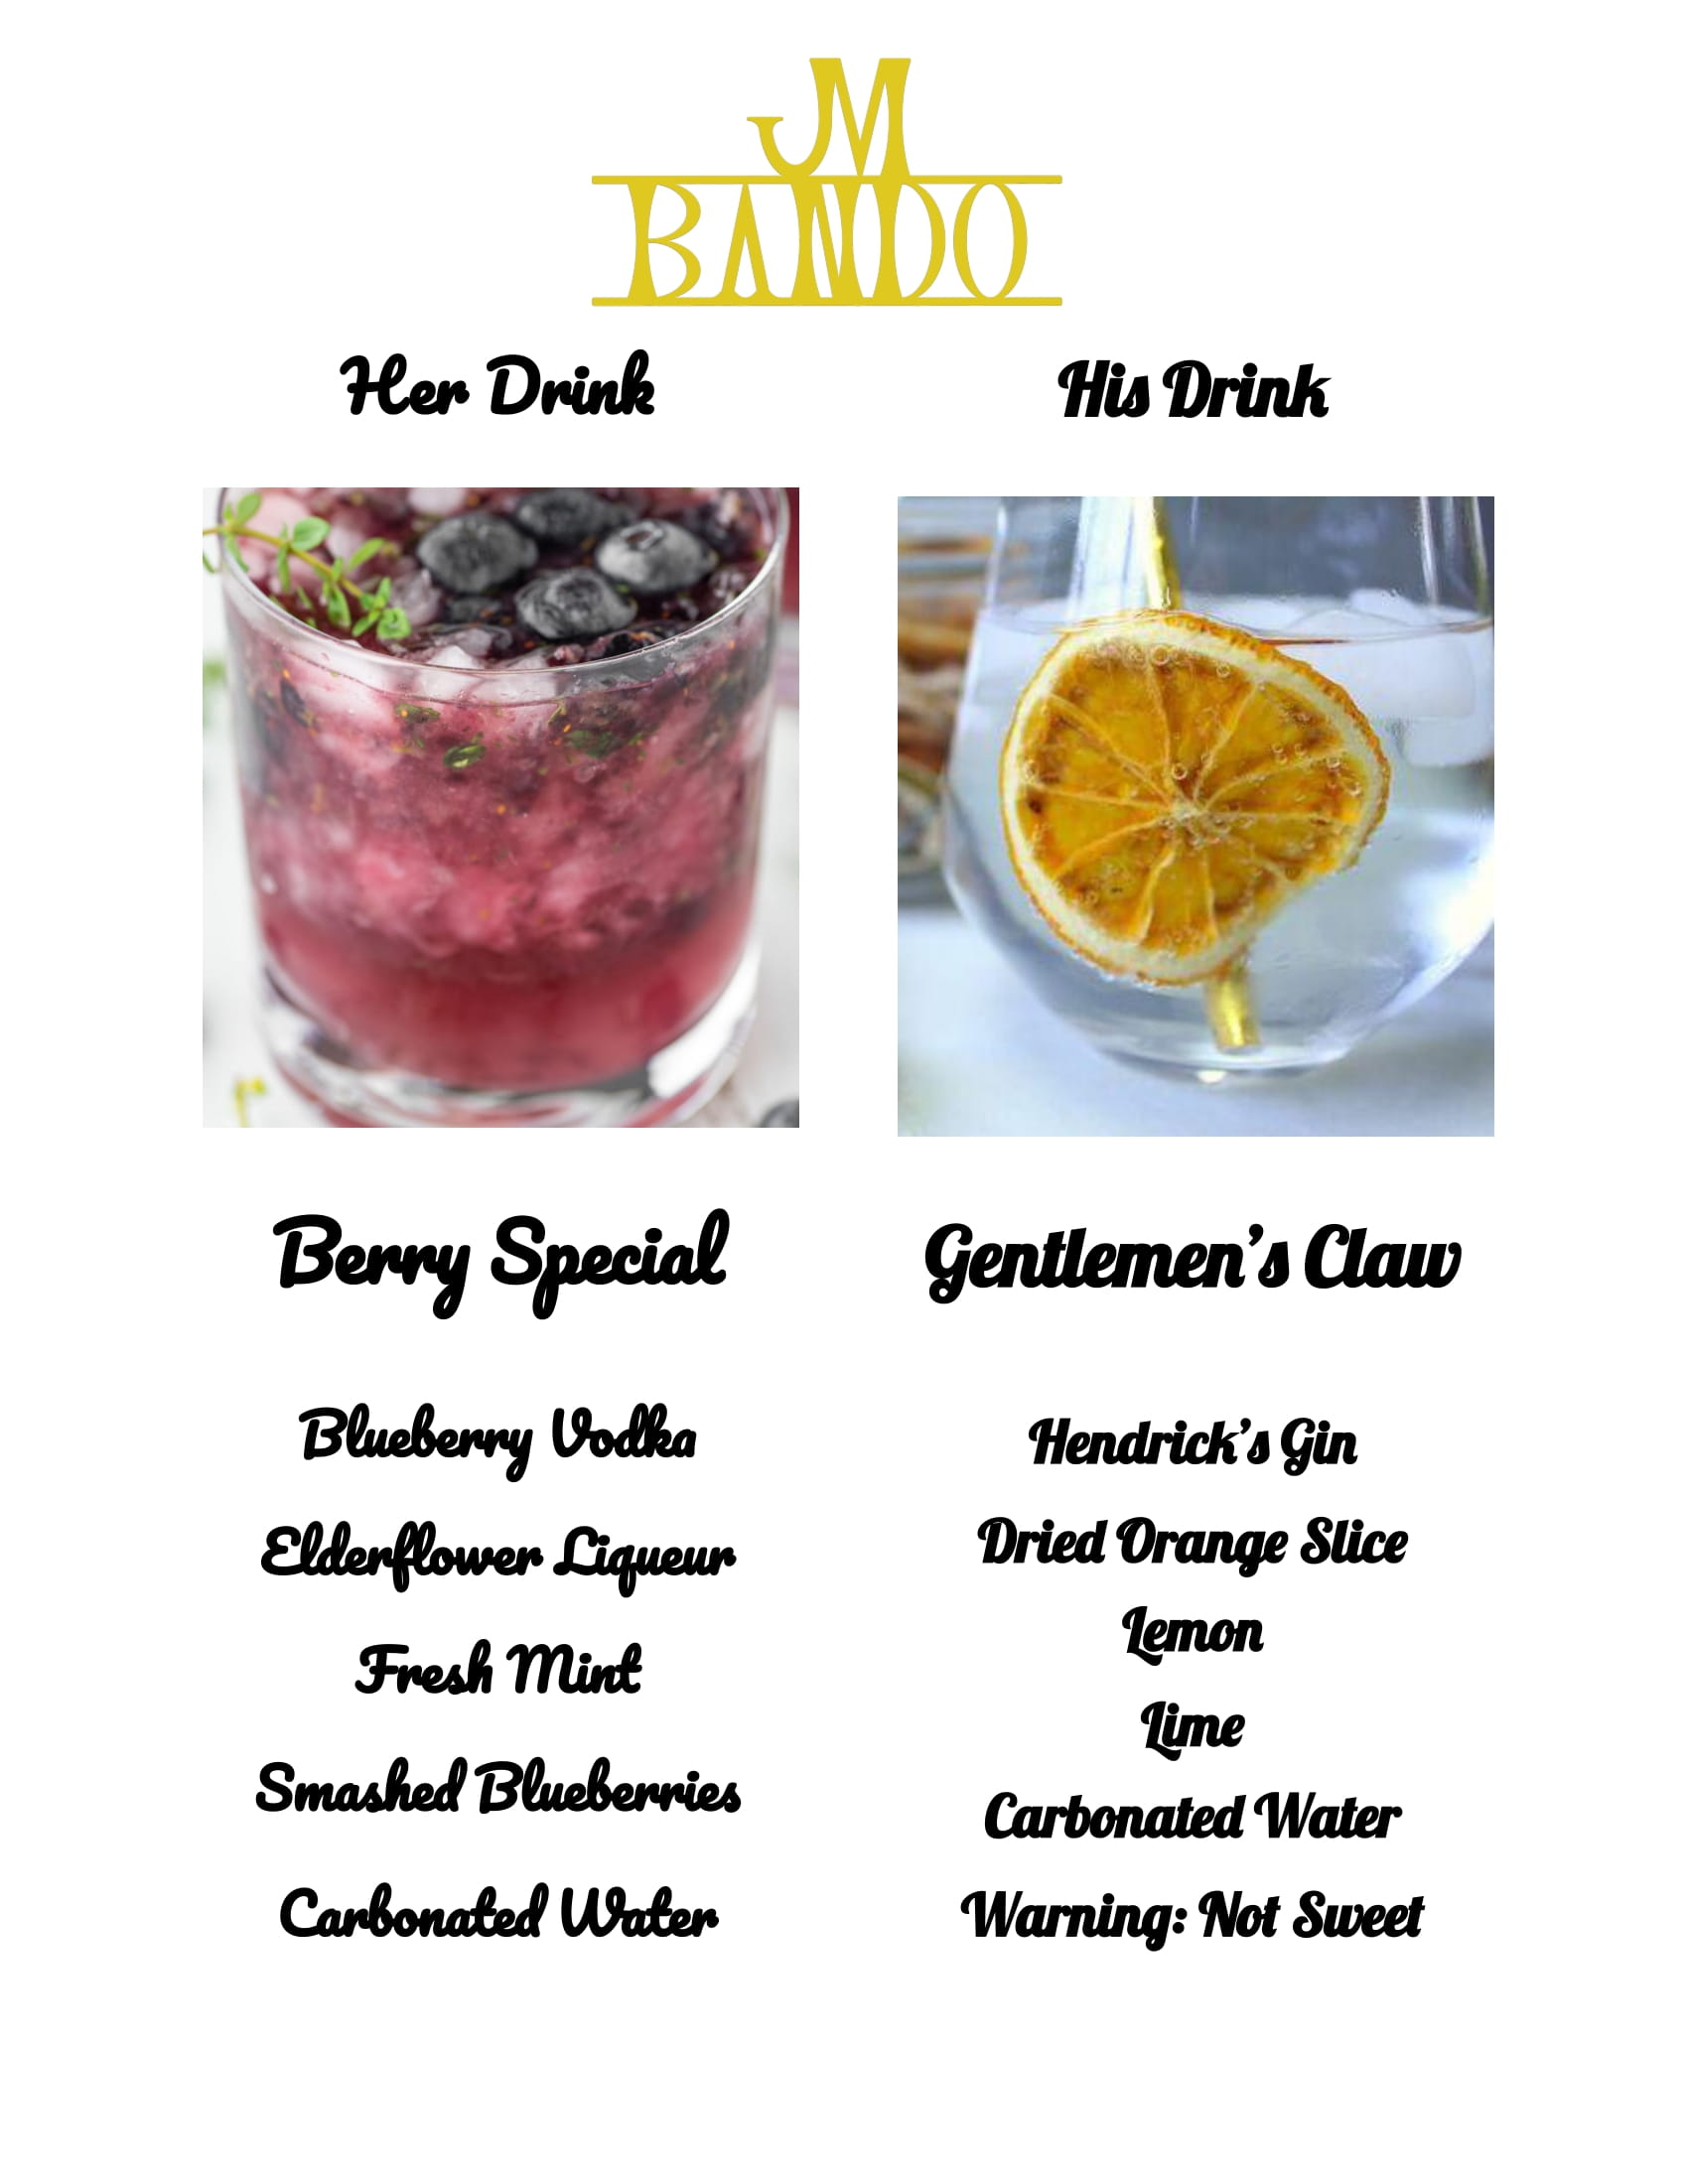 JM
BANDO
Her Drink
His Drink
Berry Special
Blueberry Vodka
Elderflower Liqueur
Fresh Mint
Smashed Blueberries
Carbonated Water
Gentlemen's Claw
Hendrick's Gin
Dried Orange Slice
Lemon
Lime
Carbonated Water
Warning: Not Sweet